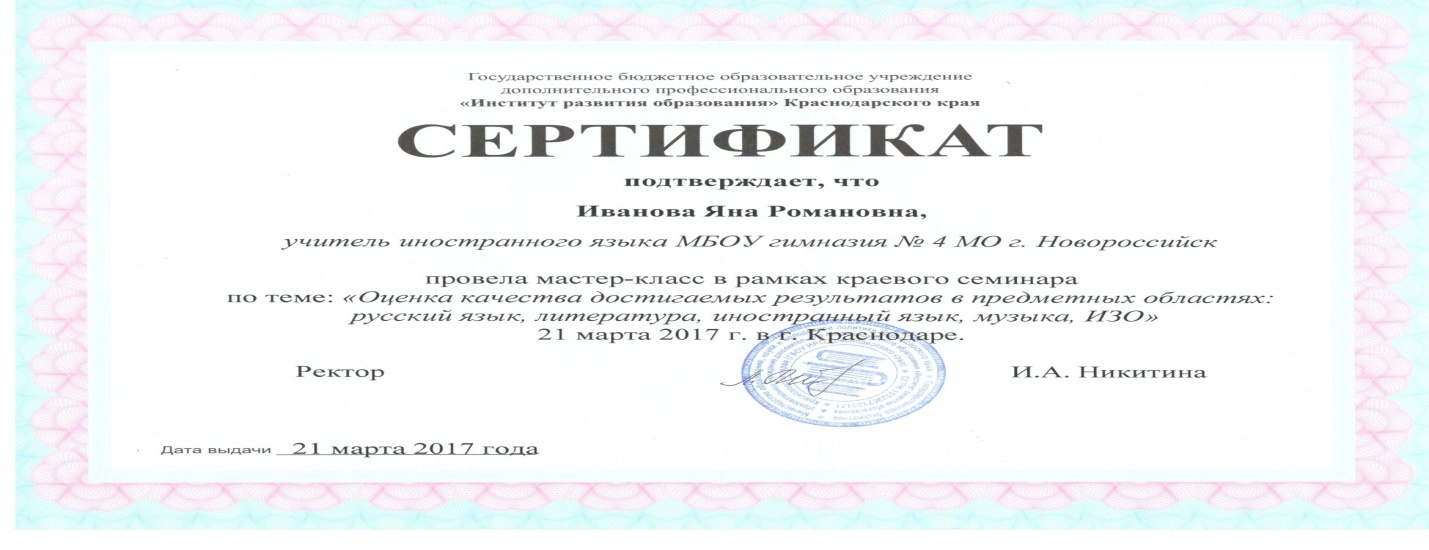 Государственное бюджетное образовательное учреждение
дополнительного профессионального образования
«Институт развития образования» Краснодарского края
СЕРТИФИКАТ
подтверждает, что
Иванова Яна Романовна,
учитель иностранного языка МБОУ гимназия № 4 МО г. Новороссийск
провела мастер-класс в рамках краевого семинара
по теме: «Оценка качества достигаемых результатов в предметных областях:
русский язык, литература, иностранный язык, музыка, ИЗО»
21 марта 2017 г. в г. Краснодаре.
Ректор И.А. Никитина
Дата выдачи 21 марта 2017 года